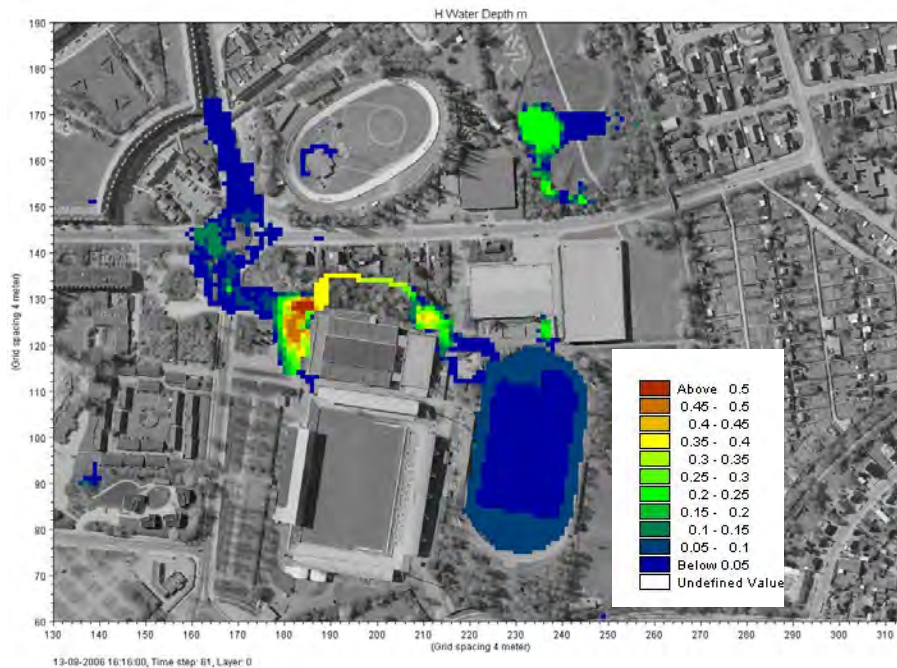 H Water Depth m
190
180
170
160
150
140
130
120
110
100
90
80
70
60
(Grid spacing 4 meter)
Above 0.5
0.45 - 0.5
0.4 - 0.45
0.35 - 0.4
0.3 - 0.35
0.25 - 0.3
0.2 - 0.25
0.15 - 0.2
0.1 - 0.15
0.05 - 0.1
Below 0.05
Undefined Value
130 140 150 160 170 180 190 200 210 220 230 240 250 260 270 280 290 300 310
(Grid spacing 4 meter)
13-08-2006 16:16:00, Time step: 61, Layer: 0